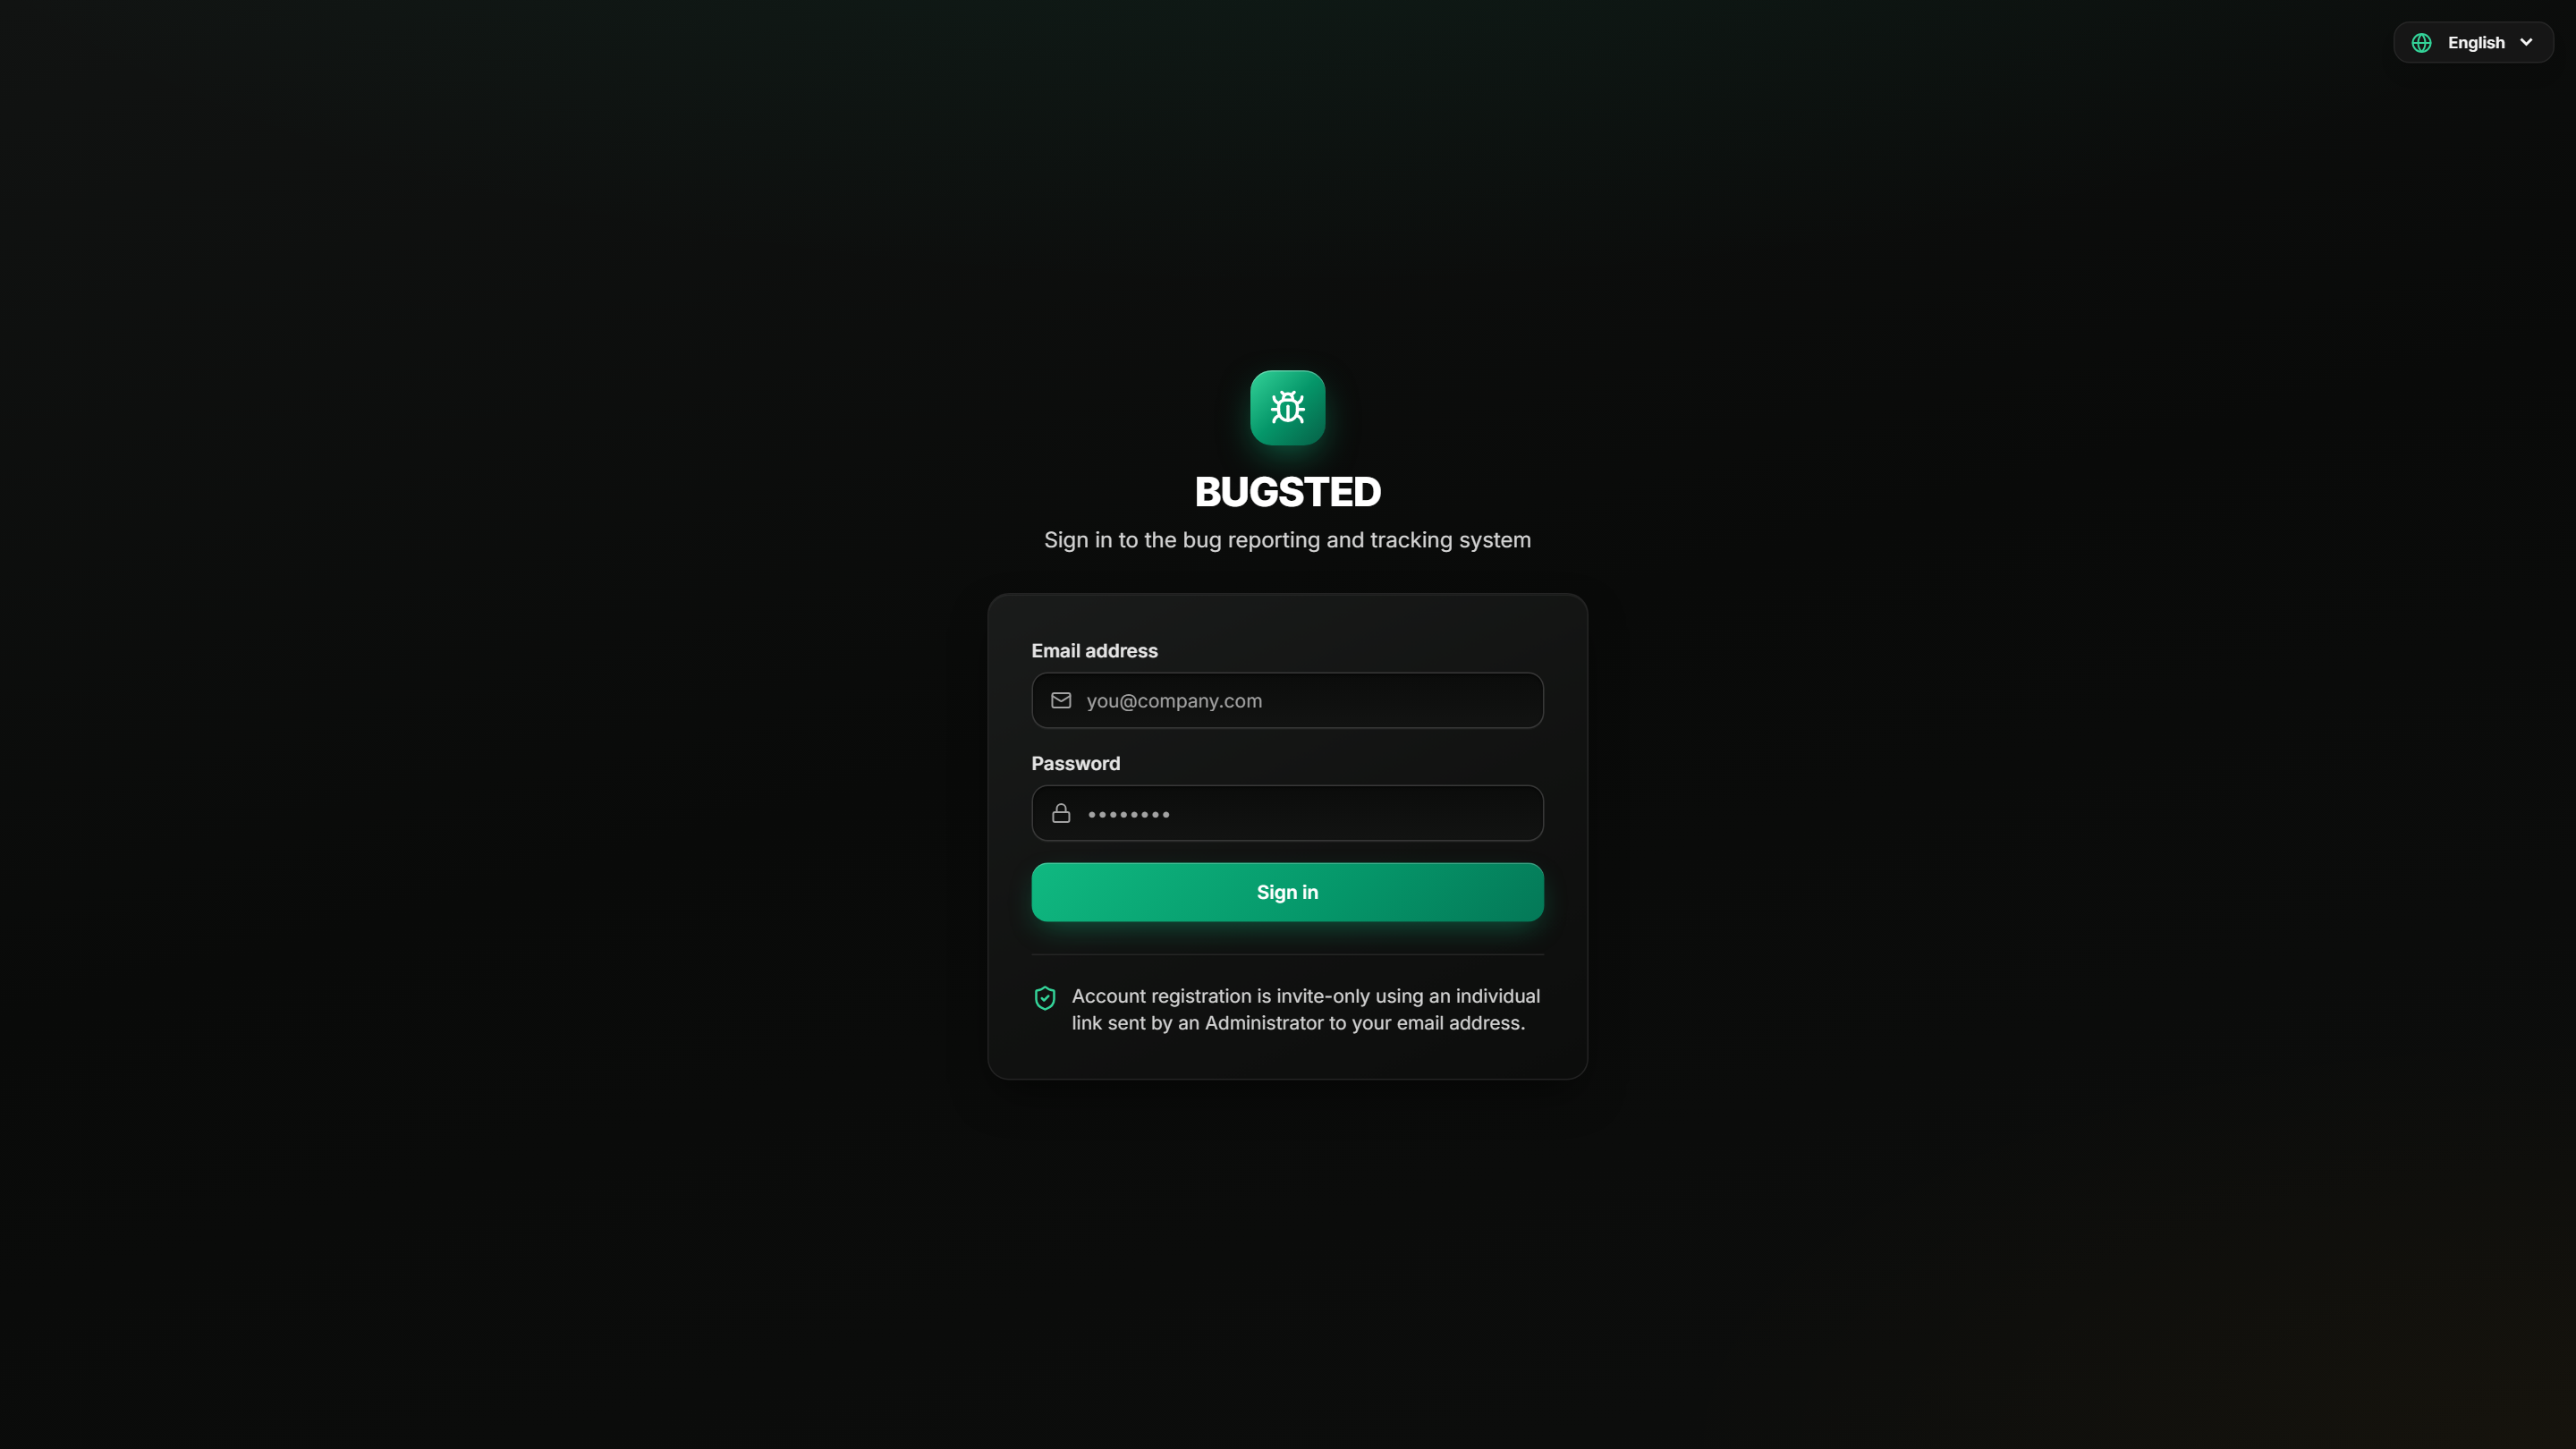 English
BUGSTED
Sign in to the bug reporting and tracking system
Email address
you@company.com
Password
••••••••
Sign in
Account registration is invite-only using an individual
link sent by an Administrator to your email address.